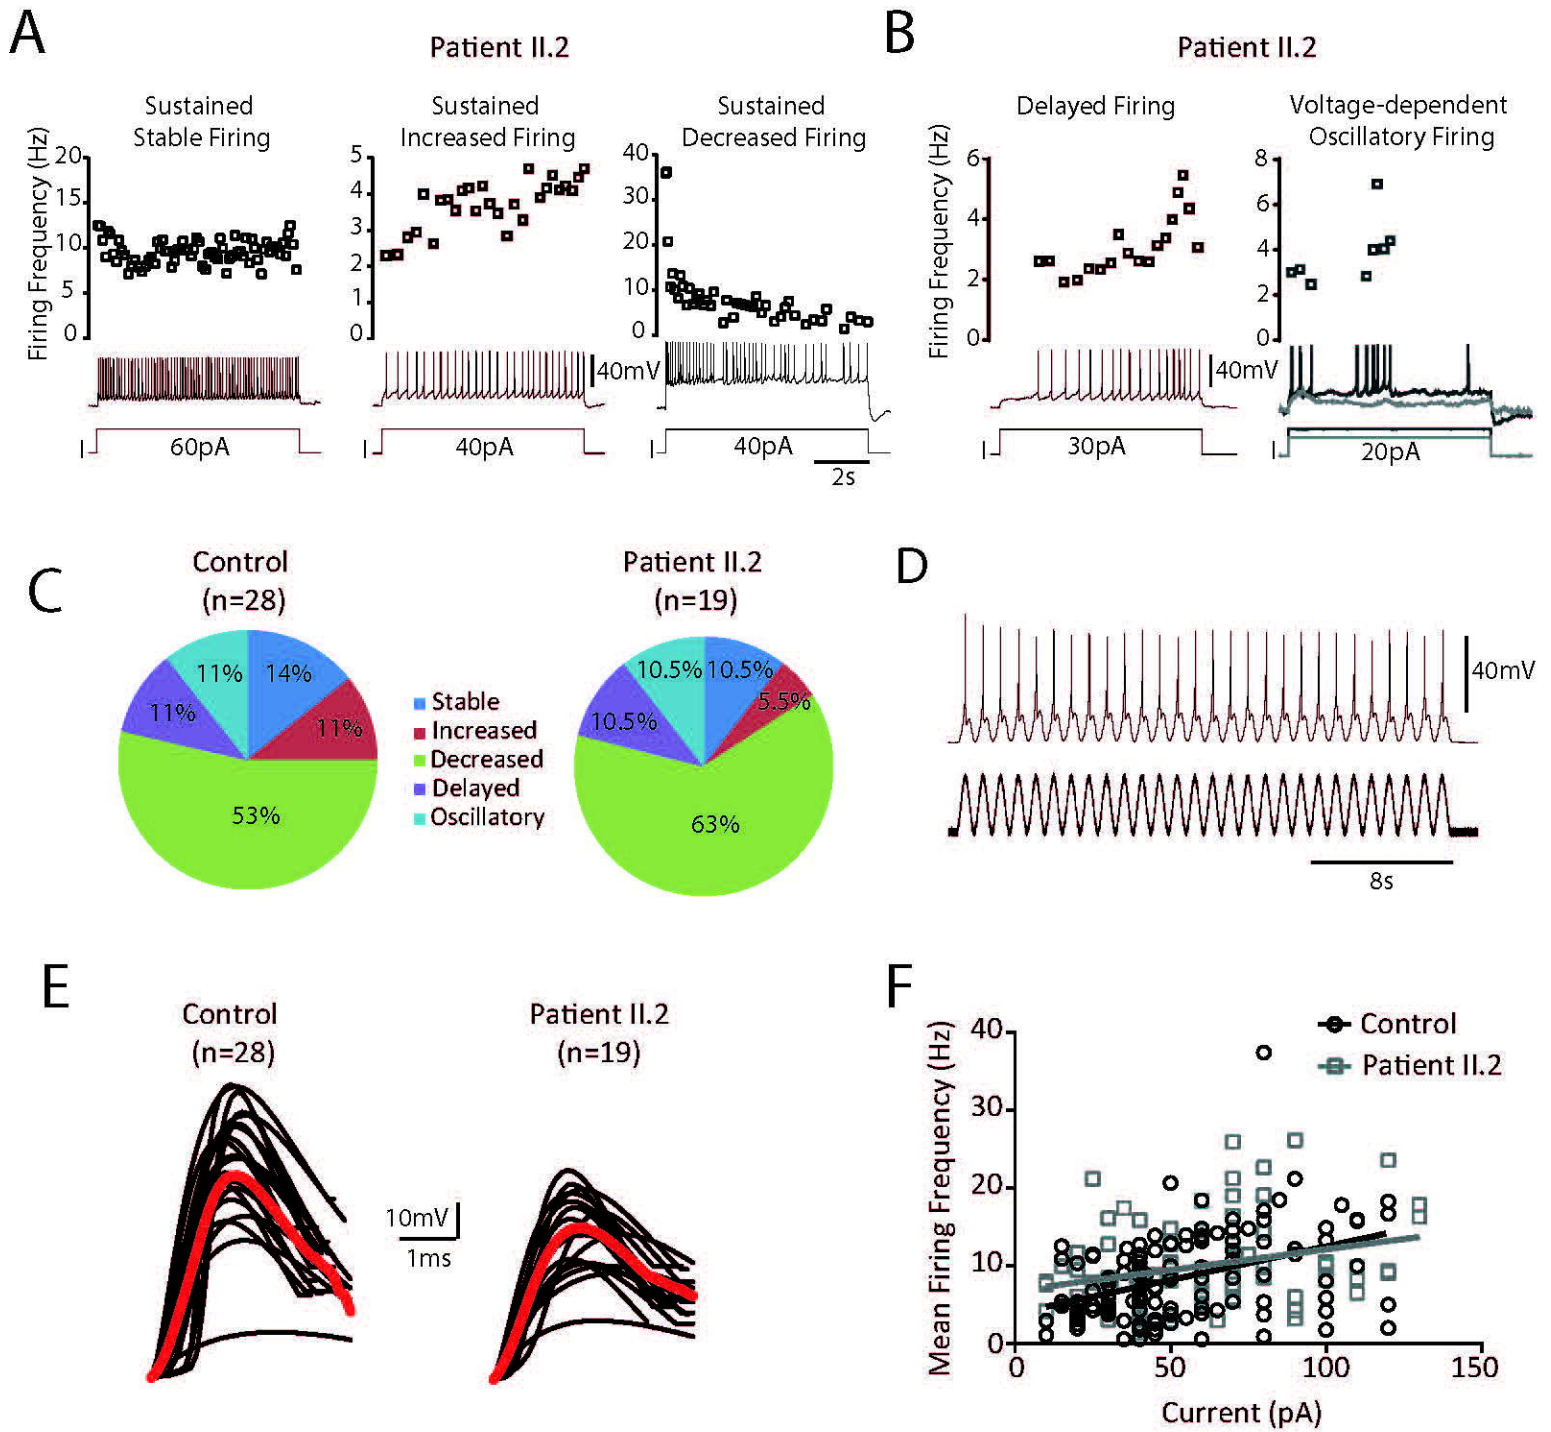 A
Patient II.2
Sustained
Stable Firing
Sustained
Increased Firing
Sustained
Decreased Firing
Firing Frequency (Hz)
20
15
10
5
0
5
4
3
2
1
0
40
30
20
10
0
40mV
I
60pA
I
40pA
I
40pA
2s
B
Patient II.2
Delayed Firing
Voltage-dependent
Oscillatory Firing
Firing Frequency (Hz)
6
4
2
0
8
6
4
2
0
40mV
I
30pA
I
20pA
C
Control
(n=28)
11%
14%
11%
11%
53%
Stable
Increased
Decreased
Delayed
Oscillatory
Patient II.2
(n=19)
10.5%
10.5%
5.5%
10.5%
63%
D
40mV
8s
E
Control
(n=28)
10mV
1ms
Patient II.2
(n=19)
F
Control
Patient II.2
Mean Firing Frequency (Hz)
40
30
20
10
0
0
50
100
150
Current (pA)